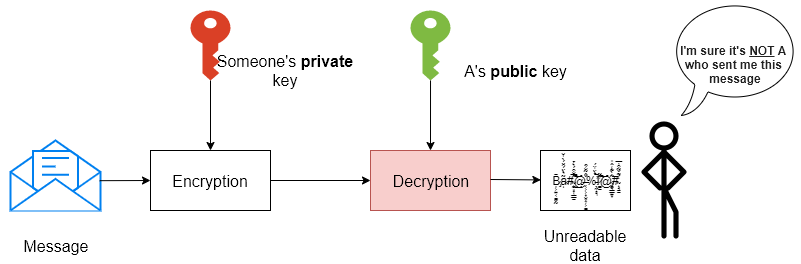 Someone's private
key
A's public key
I'm sure it's NOT A
who sent me this
message
Encryption
Decryption
Message
Unreadable
data